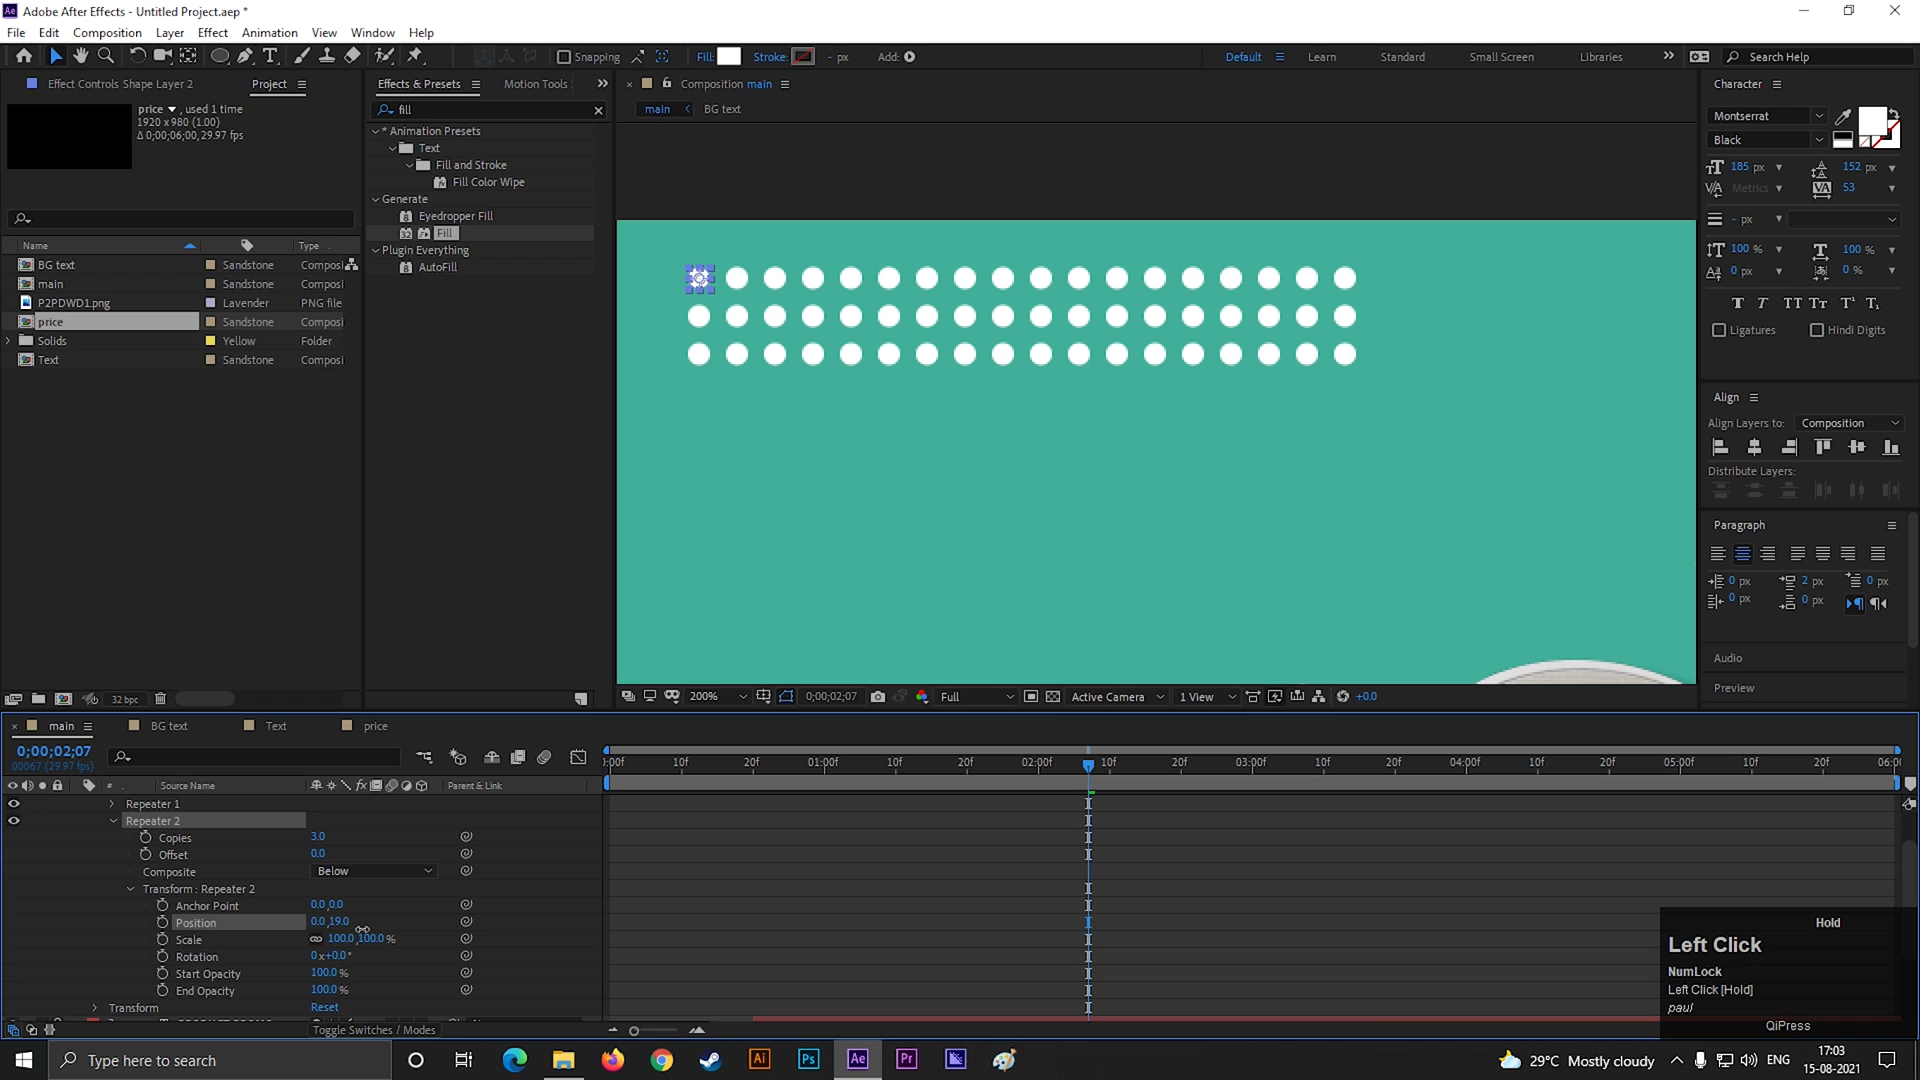 Adobe After Effects - Untitled Project.aep *
File Edit Composition Layer Effect Animation View Window Help
Snapping Fill: Stroke: - px Add:
Default Learn Standard Small Screen Libraries Search Help
Effect Controls Shape Layer 2 Project
price , used 1 time
1920 x 980 (1.00)
Δ 0;00;06;00, 29.97 fps
Name Type
BG text Sandstone Composi
main Sandstone Composi
P2PDWD1.png Lavender PNG file
price Sandstone Composi
Solids Yellow Folder
Text Sandstone Composi
32 bpc
Effects & Presets Motion Tools
fill
* Animation Presets
Text
Fill and Stroke
Fill Color Wipe
Generate
Eyedropper Fill
Fill
Plugin Everything
AutoFill
Composition main
main BG text
200% 0;00;02;07 Full Active Camera 1 View +0.0
Character
Montserrat
Black
185 px 152 px
Metrics 53
- px
100 % 100 %
0 px 0 %
Ligatures Hindi Digits
Align
Align Layers to: Composition
Distribute Layers:
Paragraph
0 px 2 px 0 px
0 px 0 px
Audio
Preview
main BG text Text price
0;00;02;07
00067 (29.97 fps)
Source Name Parent & Link
:00f 10f 20f 01:00f 10f 20f 02:00f 10f 20f 03:00f 10f 20f 04:00f 10f 20f 05:00f 10f 20f 06:00
Repeater 1
Repeater 2
Copies 3.0
Offset 0.0
Composite Below
Transform : Repeater 2
Anchor Point 0.0,0.0
Position 0.0,19.0
Scale 100.0,100.0 %
Rotation 0 x+0.0°
Start Opacity 100.0 %
End Opacity 100.0 %
Transform Reset
Toggle Switches / Modes
Hold
Left Click
NumLock
Left Click [Hold]
paul
QiPress
Type here to search
29°C Mostly cloudy
ENG
17:03
15-08-2021